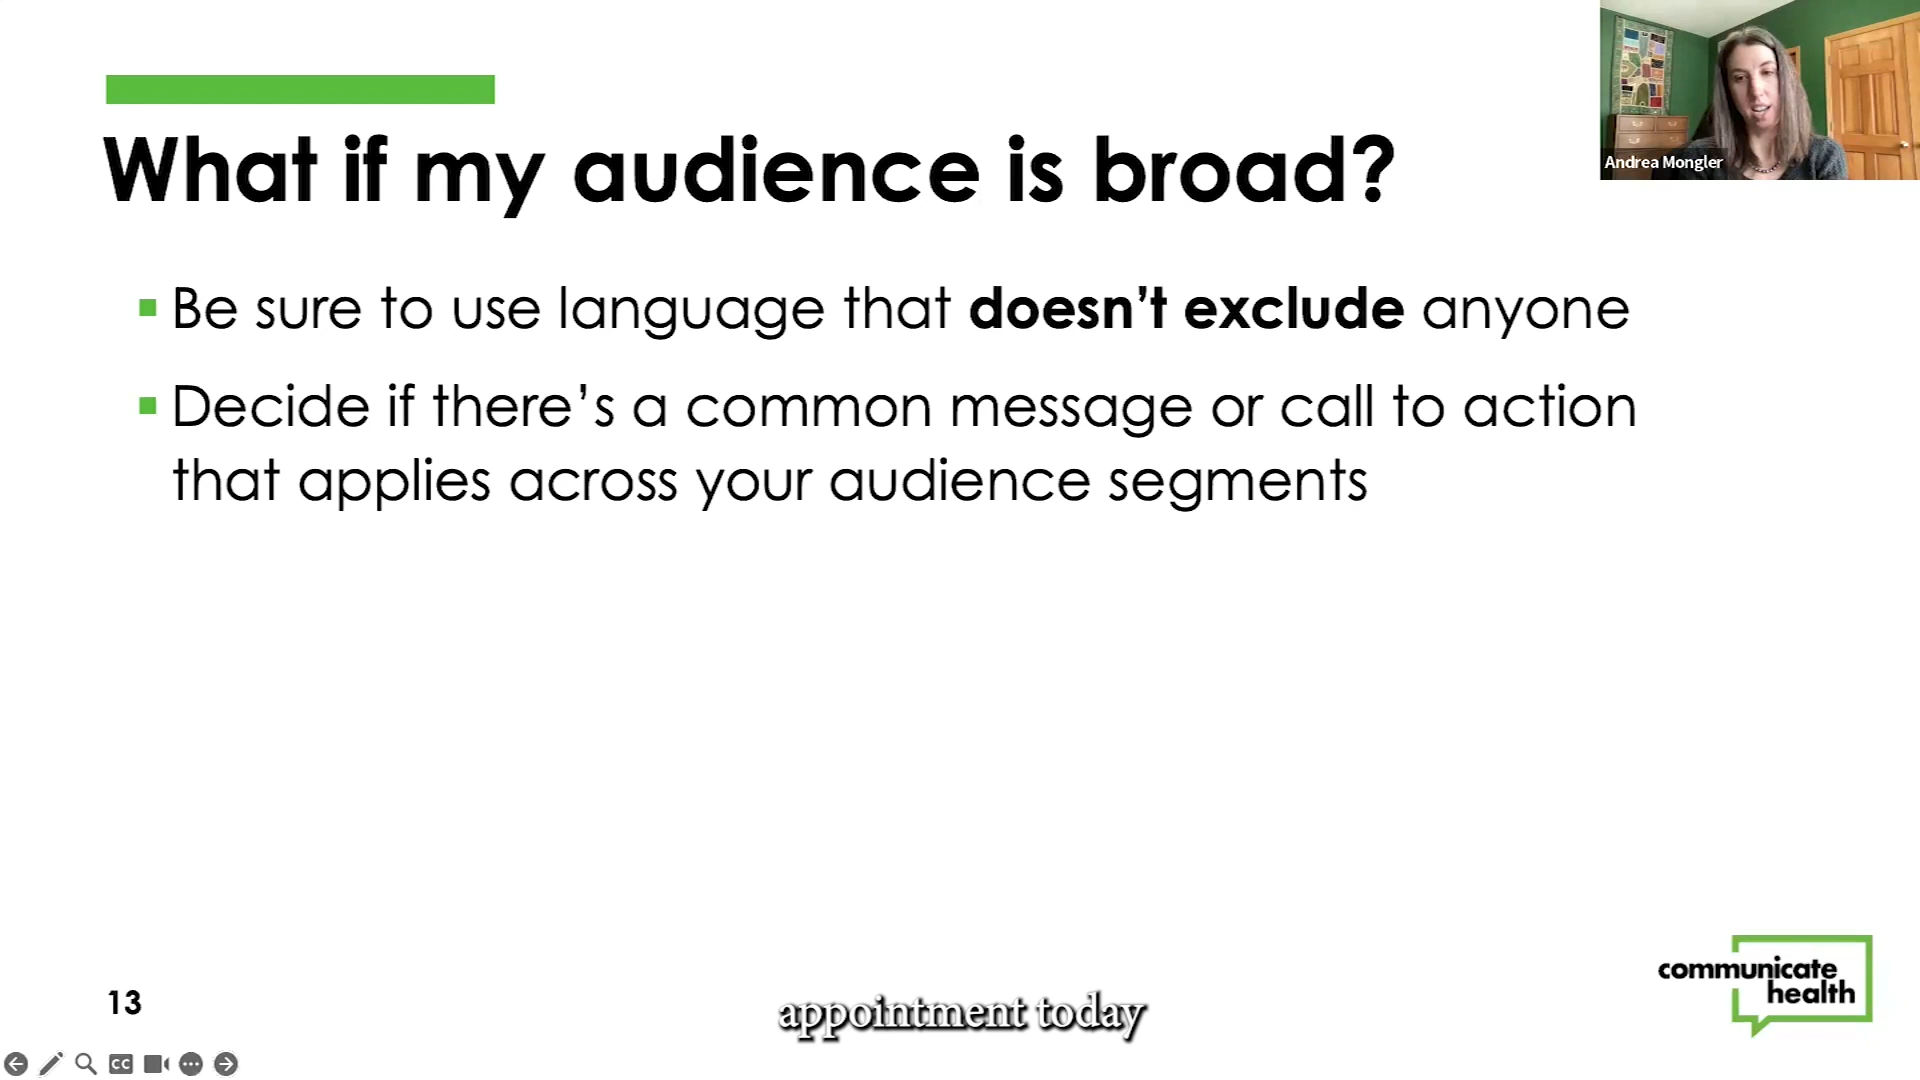 What if my audience is broad?
Andrea Mongler
Be sure to use language that doesn’t exclude anyone
Decide if there’s a common message or call to action
that applies across your audience segments
communicate
health
13
appointment today
CC